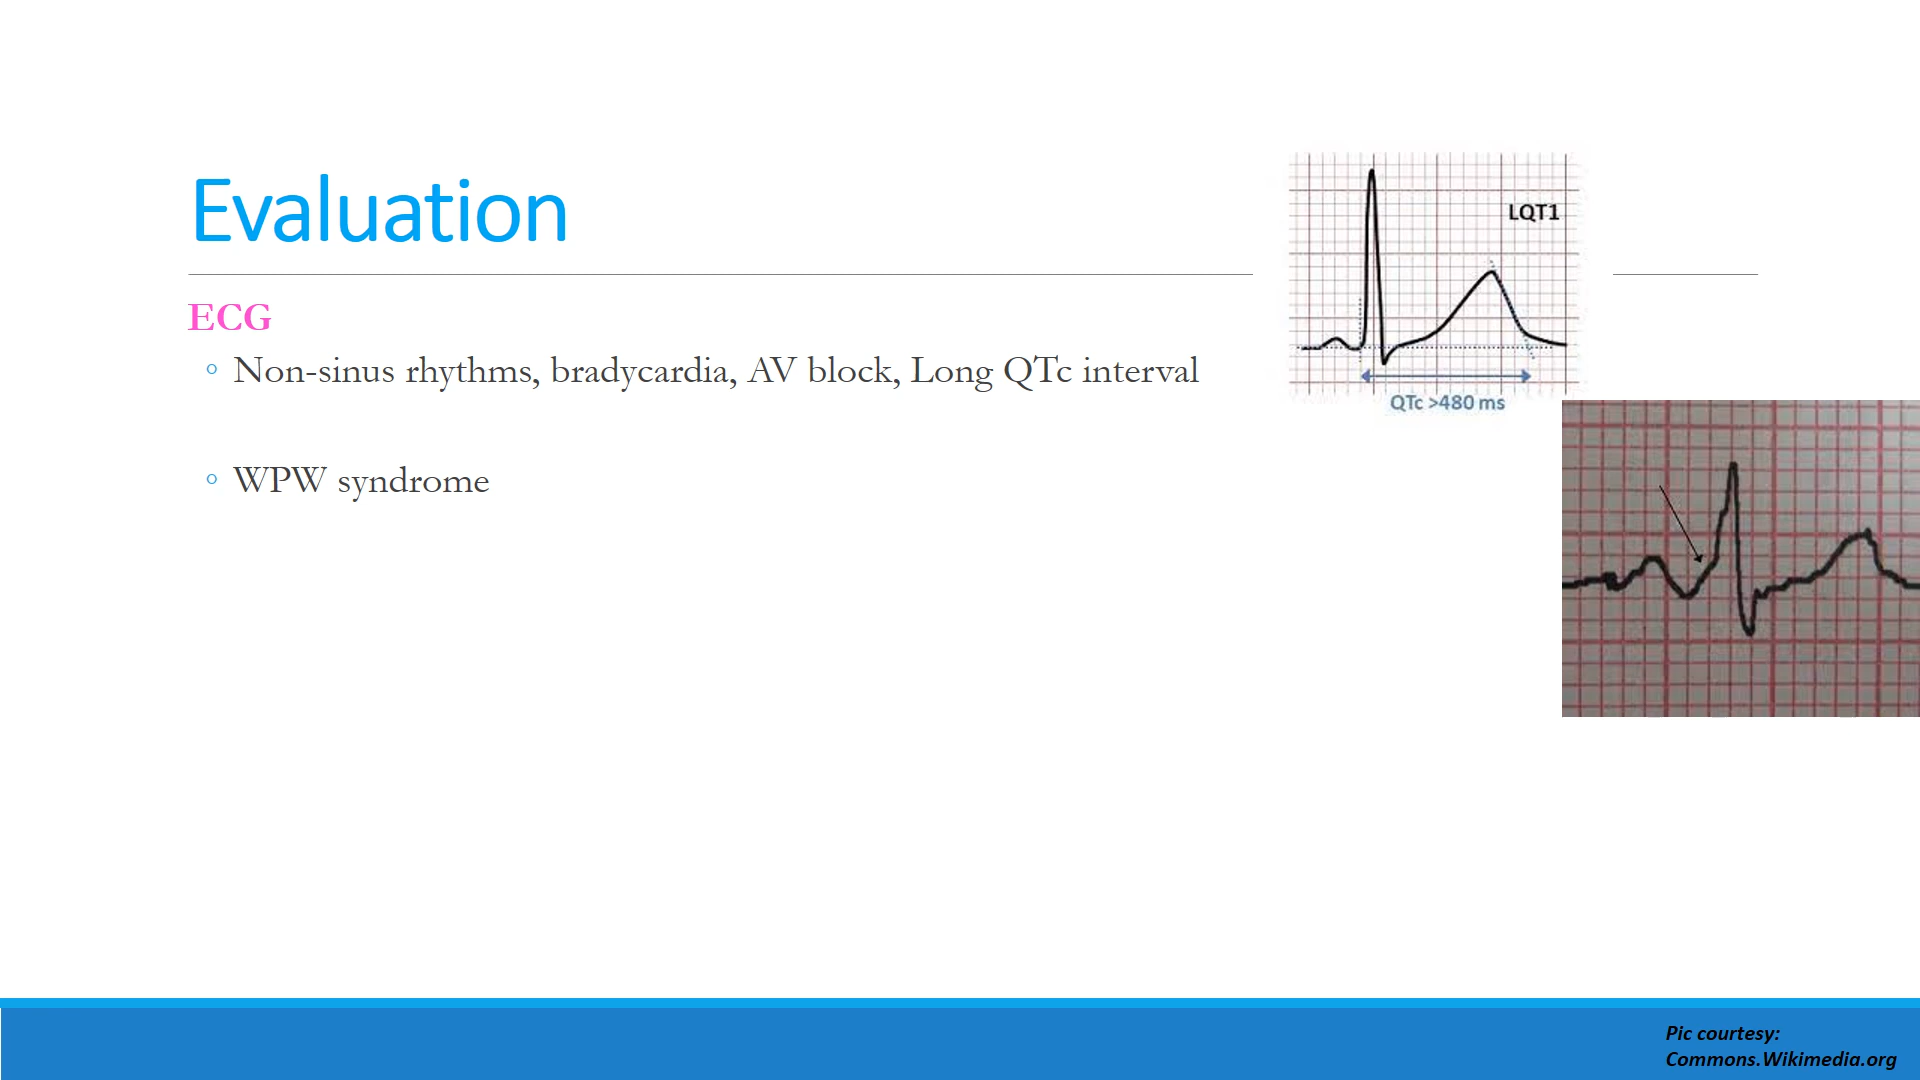 Evaluation
ECG
Non-sinus rhythms, bradycardia, AV block, Long QTc interval
WPW syndrome
LQT1
QTc >480 ms
Pic courtesy:
Commons.Wikimedia.org